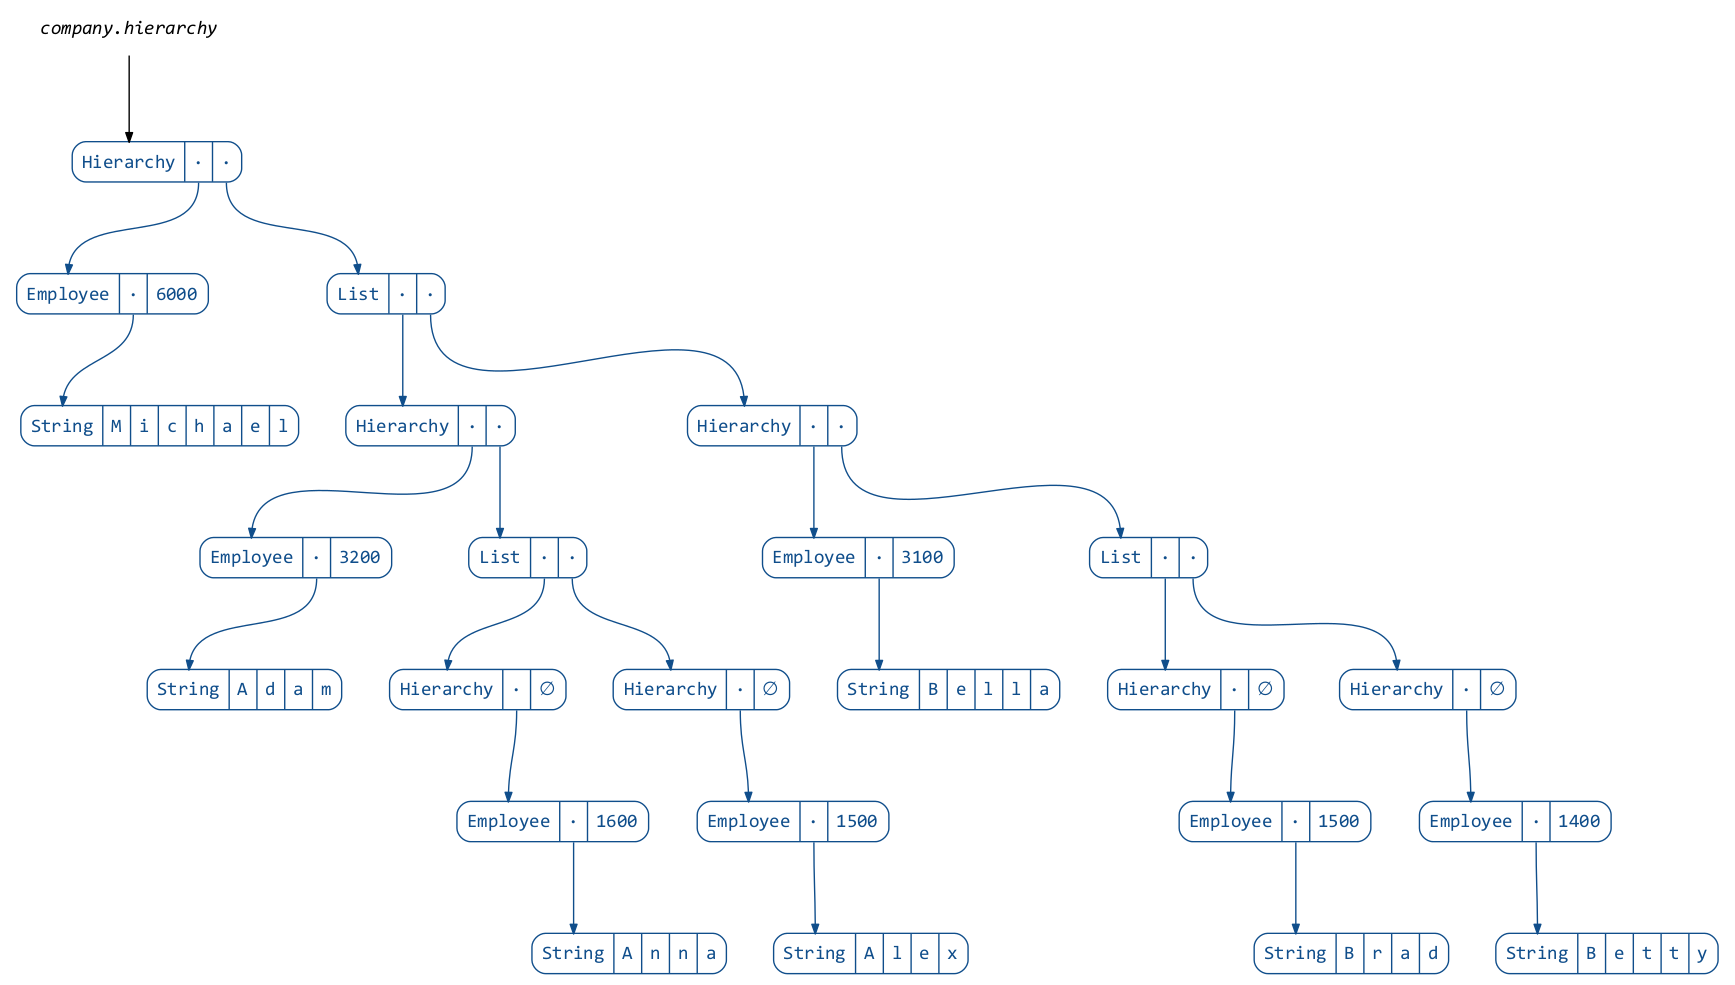 company.hierarchy
Hierarchy · ·
Employee · 6000 List · ·
String M i c h a e l Hierarchy · · Hierarchy · ·
Employee · 3200 List · · Employee · 3100 List · ·
String A d a m Hierarchy · ∅ Hierarchy · ∅ String B e l l a Hierarchy · ∅ Hierarchy · ∅
Employee · 1600 Employee · 1500 Employee · 1500 Employee · 1400
String A n n a String A l e x String B r a d String B e t t y